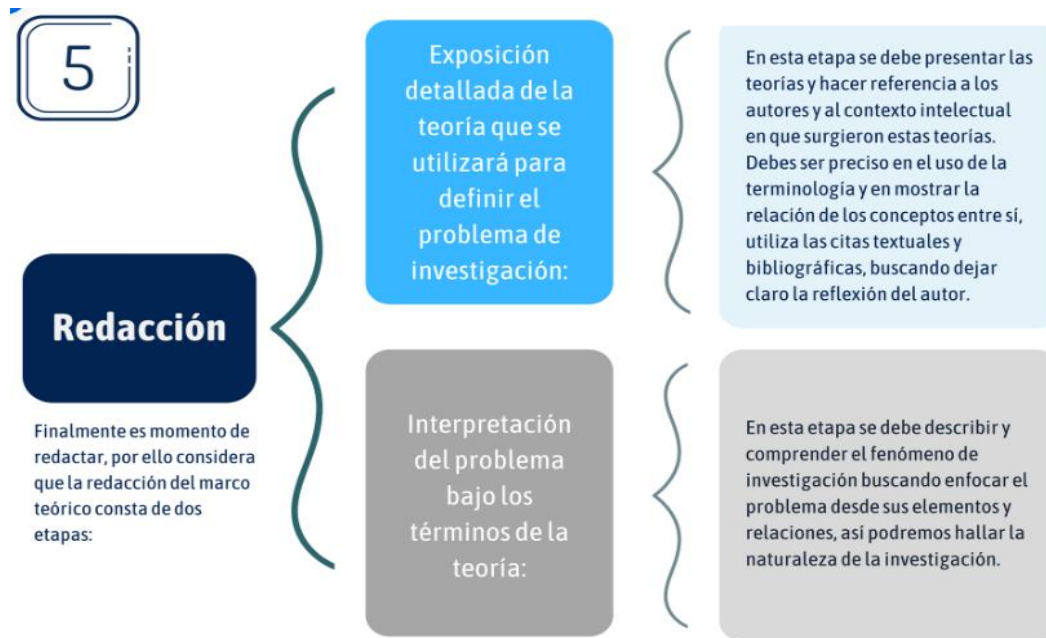 5
Redacción
Finalmente es momento de
redactar, por ello considera
que la redacción del marco
teórico consta de dos
etapas:
Exposición
detallada de la
teoría que se
utilizará para
definir el
problema de
investigación:
En esta etapa se debe presentar las
teorías y hacer referencia a los
autores y al contexto intelectual
en que surgieron estas teorías.
Debes ser preciso en el uso de la
terminología y en mostrar la
relación de los conceptos entre sí,
utiliza las citas textuales y
bibliográficas, buscando dejar
claro la reflexión del autor.
Interpretación
del problema
bajo los
términos de la
teoría:
En esta etapa se debe describir y
comprender el fenómeno de
investigación buscando enfocar el
problema desde sus elementos y
relaciones, así podremos hallar la
naturaleza de la investigación.